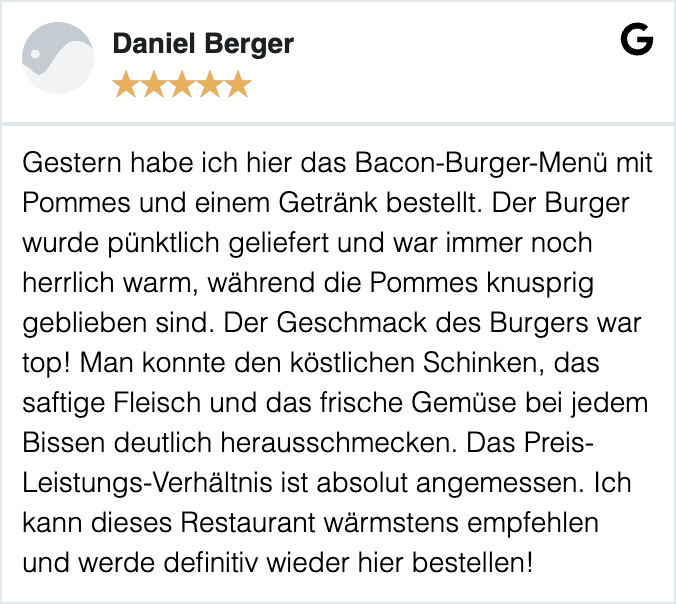 Daniel Berger
Gestern habe ich hier das Bacon-Burger-Menü mit
Pommes und einem Getränk bestellt. Der Burger
wurde pünktlich geliefert und war immer noch
herrlich warm, während die Pommes knusprig
geblieben sind. Der Geschmack des Burgers war
top! Man konnte den köstlichen Schinken, das
saftige Fleisch und das frische Gemüse bei jedem
Bissen deutlich herausschmecken. Das Preis-
Leistungs-Verhältnis ist absolut angemessen. Ich
kann dieses Restaurant wärmstens empfehlen
und werde definitiv wieder hier bestellen!